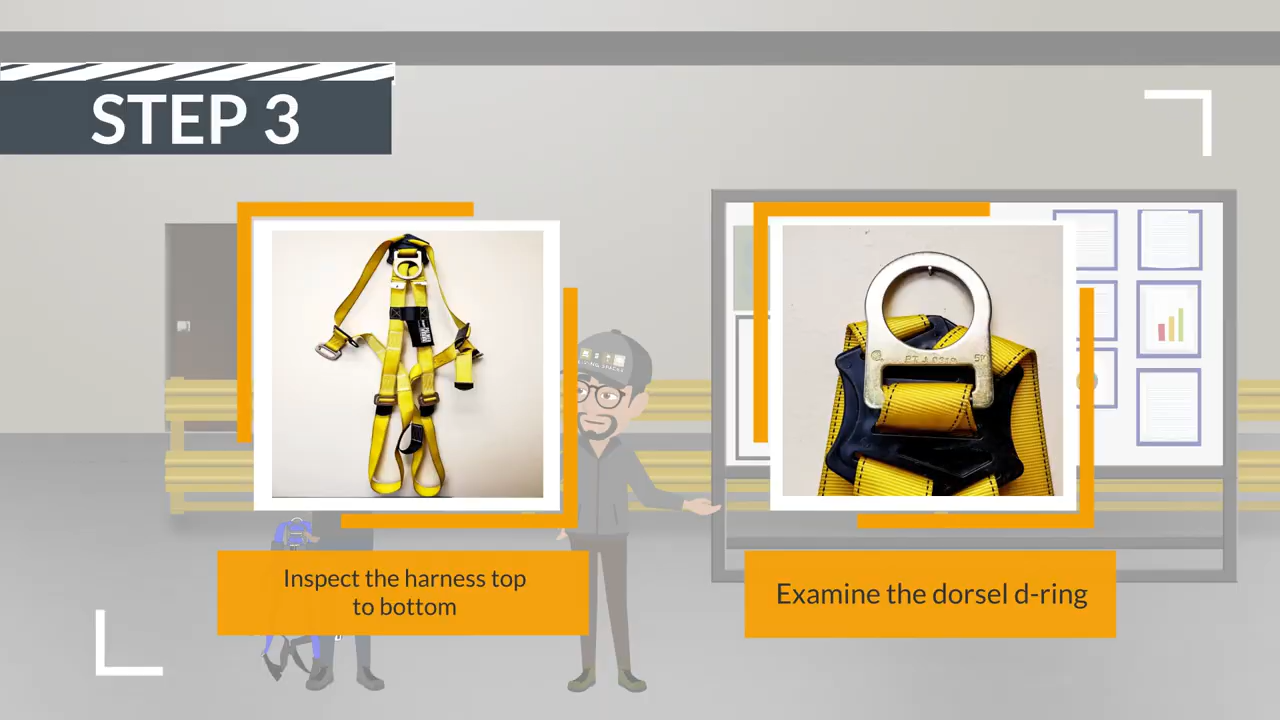 STEP 3
Inspect the harness top
to bottom
Examine the dorsel d-ring